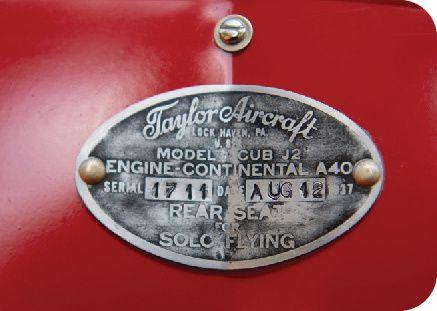 Taylor Aircraft
LOCK HAVEN, PA.
U.S.
MODEL CUB J2
ENGINE-CONTINENTAL A40
SERIAL 1711 DATE AUG 12 37
REAR SEAT
FOR
SOLO FLYING